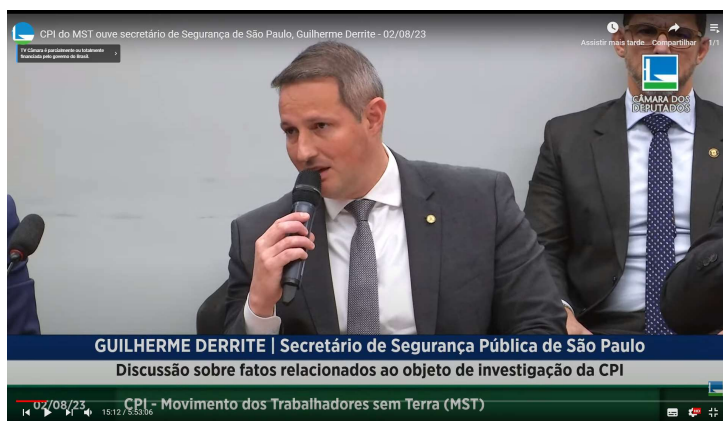 CPI do MST ouve secretário de Segurança de São Paulo, Guilherme Derrite - 02/08/23
TV Câmara é parcialmente ou totalmente
financiada pelo governo do Brasil.
Assistir mais tarde...
Compartilhar
1/1
CÂMARA DOS
DEPUTADOS
GUILHERME DERRITE | Secretário de Segurança Pública de São Paulo
Discussão sobre fatos relacionados ao objeto de investigação da CPI
02/08/23 CPI - Movimento dos Trabalhadores sem Terra (MST)
15:12 / 5:53:06
HD